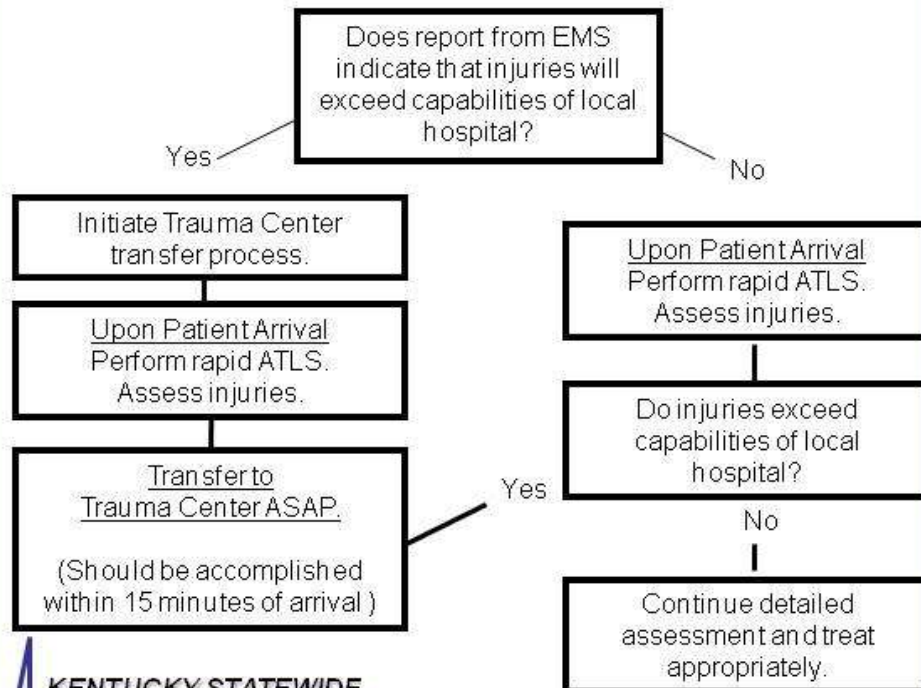 Does report from EMS
indicate that injuries will
exceed capabilities of local
hospital?
Yes
No
Initiate Trauma Center
transfer process.
Upon Patient Arrival
Perform rapid ATLS.
Assess injuries.
Transfer to
Trauma Center ASAP.
(Should be accomplished
within 15 minutes of arrival )
Upon Patient Arrival
Perform rapid ATLS.
Assess injuries.
Do injuries exceed
capabilities of local
hospital?
Yes
No
Continue detailed
assessment and treat
appropriately.
KENTUCKY STATEWIDE